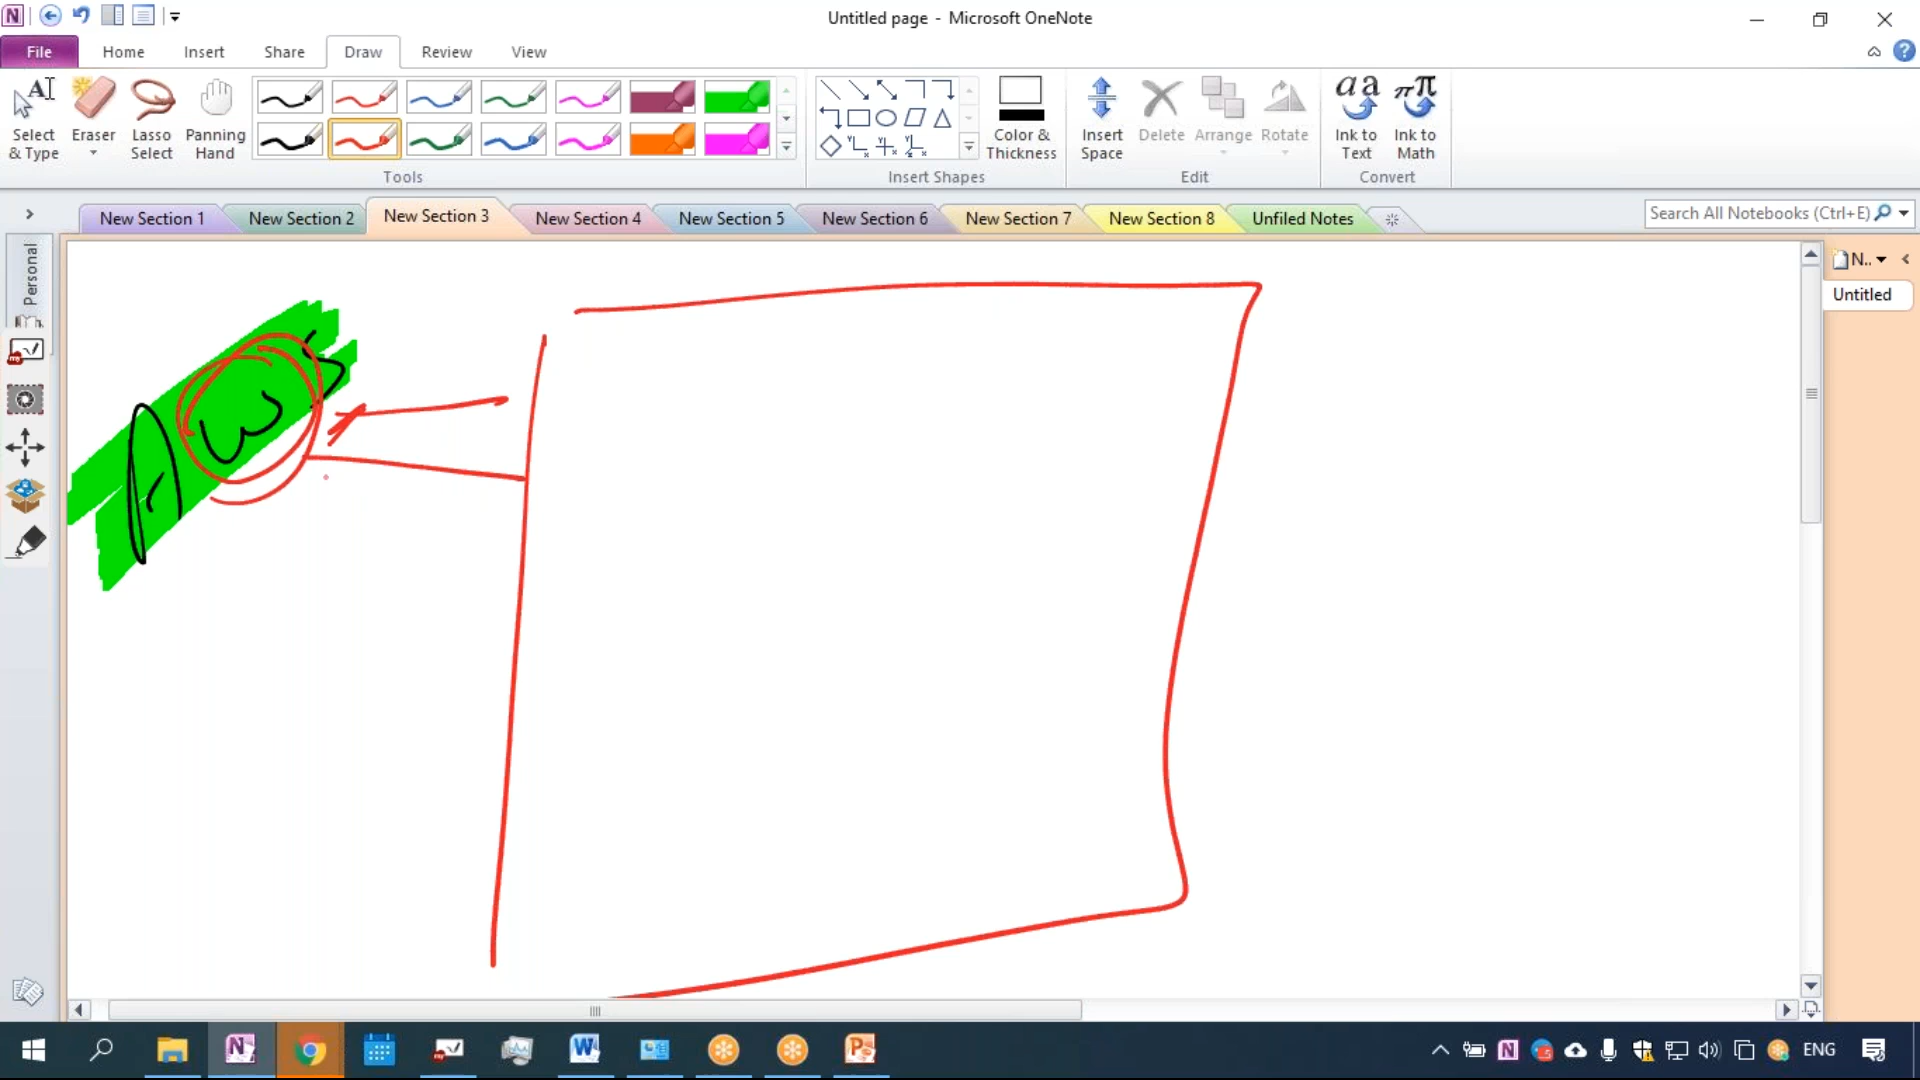 Untitled page - Microsoft OneNote
File Home Insert Share Draw Review View
Select & Type
Eraser
Lasso Select
Panning Hand
Color & Thickness
Insert Space
Delete
Arrange
Rotate
Ink to Text
Ink to Math
Tools
Insert Shapes
Edit
Convert
New Section 1
New Section 2
New Section 3
New Section 4
New Section 5
New Section 6
New Section 7
New Section 8
Unfiled Notes
Search All Notebooks (Ctrl+E)
Personal
N..
Untitled
AWS
ENG